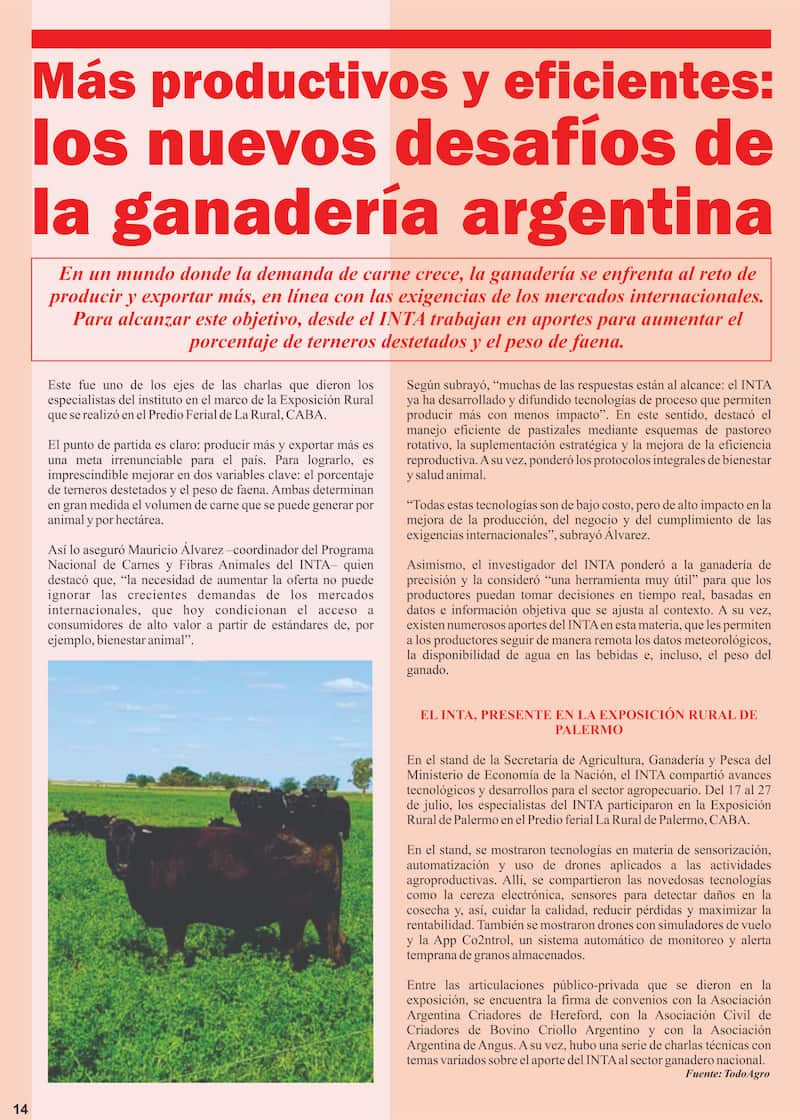 Más productivos y eficientes:
los nuevos desafíos de
la ganadería argentina
En un mundo donde la demanda de carne crece, la ganadería se enfrenta al reto de
producir y exportar más, en línea con las exigencias de los mercados internacionales.
Para alcanzar este objetivo, desde el INTA trabajan en aportes para aumentar el
porcentaje de terneros destetados y el peso de faena.
Este fue uno de los ejes de las charlas que dieron los
especialistas del instituto en el marco de la Exposición Rural
que se realizó en el Predio Ferial de La Rural, CABA.
El punto de partida es claro: producir más y exportar más es
una meta irrenunciable para el país. Para lograrlo, es
imprescindible mejorar en dos variables clave: el porcentaje
de terneros destetados y el peso de faena. Ambas determinan
en gran medida el volumen de carne que se puede generar por
animal y por hectárea.
Así lo aseguró Mauricio Álvarez –coordinador del Programa
Nacional de Carnes y Fibras Animales del INTA– quien
destacó que, “la necesidad de aumentar la oferta no puede
ignorar las crecientes demandas de los mercados
internacionales, que hoy condicionan el acceso a
consumidores de alto valor a partir de estándares de, por
ejemplo, bienestar animal”.
Según subrayó, “muchas de las respuestas están al alcance: el INTA
ya ha desarrollado y difundido tecnologías de proceso que permiten
producir más con menos impacto”. En este sentido, destacó el
manejo eficiente de pastizales mediante esquemas de pastoreo
rotativo, la suplementación estratégica y la mejora de la eficiencia
reproductiva. A su vez, ponderó los protocolos integrales de bienestar
y salud animal.
“Todas estas tecnologías son de bajo costo, pero de alto impacto en la
mejora de la producción, del negocio y del cumplimiento de las
exigencias internacionales”, subrayó Álvarez.
Asimismo, el investigador del INTA ponderó a la ganadería de
precisión y la consideró “una herramienta muy útil” para que los
productores puedan tomar decisiones en tiempo real, basadas en
datos e información objetiva que se ajusta al contexto. A su vez,
existen numerosos aportes del INTA en esta materia, que les permiten
a los productores seguir de manera remota los datos meteorológicos,
la disponibilidad de agua en las bebidas e, incluso, el peso del
ganado.
EL INTA, PRESENTE EN LA EXPOSICIÓN RURAL DE
PALERMO
En el stand de la Secretaría de Agricultura, Ganadería y Pesca del
Ministerio de Economía de la Nación, el INTA compartió avances
tecnológicos y desarrollos para el sector agropecuario. Del 17 al 27
de julio, los especialistas del INTA participaron en la Exposición
Rural de Palermo en el Predio ferial La Rural de Palermo, CABA.
En el stand, se mostraron tecnologías en materia de sensorización,
automatización y uso de drones aplicados a las actividades
agroproductivas. Allí, se compartieron las novedosas tecnologías
como la cereza electrónica, sensores para detectar daños en la
cosecha y, así, cuidar la calidad, reducir pérdidas y maximizar la
rentabilidad. También se mostraron drones con simuladores de vuelo
y la App Co2ntrol, un sistema automático de monitoreo y alerta
temprana de granos almacenados.
Entre las articulaciones público-privada que se dieron en la
exposición, se encuentra la firma de convenios con la Asociación
Argentina Criadores de Hereford, con la Asociación Civil de
Criadores de Bovino Criollo Argentino y con la Asociación
Argentina de Angus. A su vez, hubo una serie de charlas técnicas con
temas variados sobre el aporte del INTA al sector ganadero nacional.
Fuente: TodoAgro
14